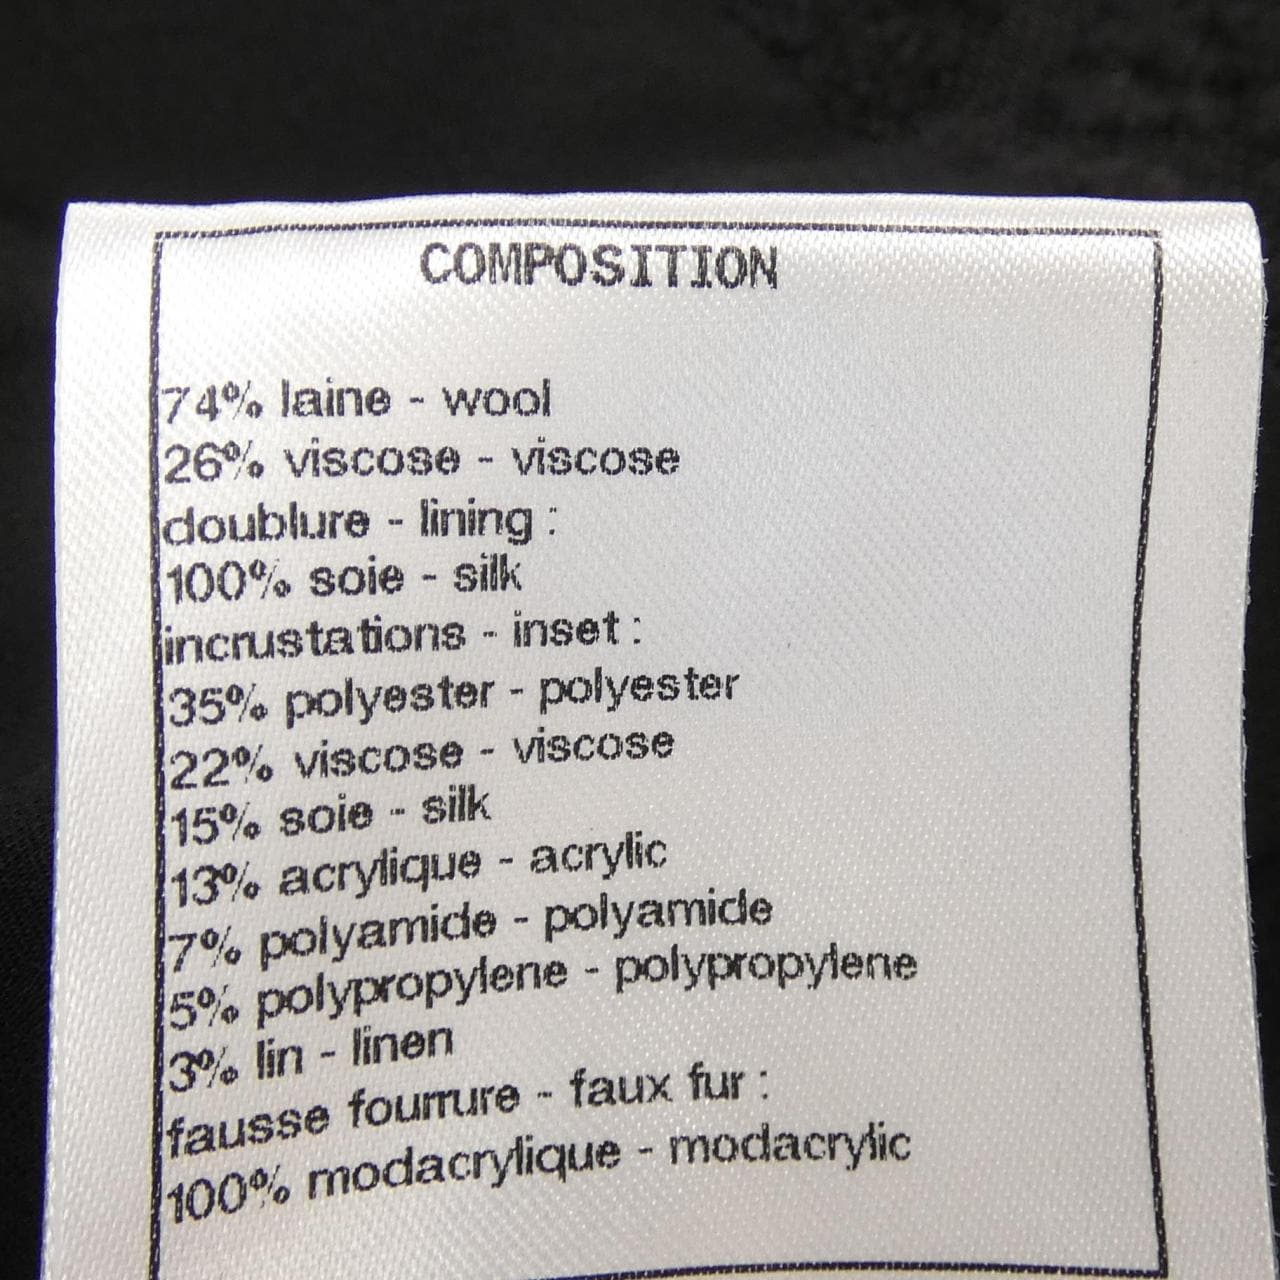 COMPOSITION
74% laine - wool
26% viscose - viscose
doublure - lining :
100% soie - silk
incrustations - inset :
35% polyester - polyester
22% viscose - viscose
15% soie - silk
13% acrylique - acrylic
7% polyamide - polyamide
5% polypropylene - polypropylene
3% lin - linen
fausse fourrure - faux fur :
100% modacrylique - modacrylic